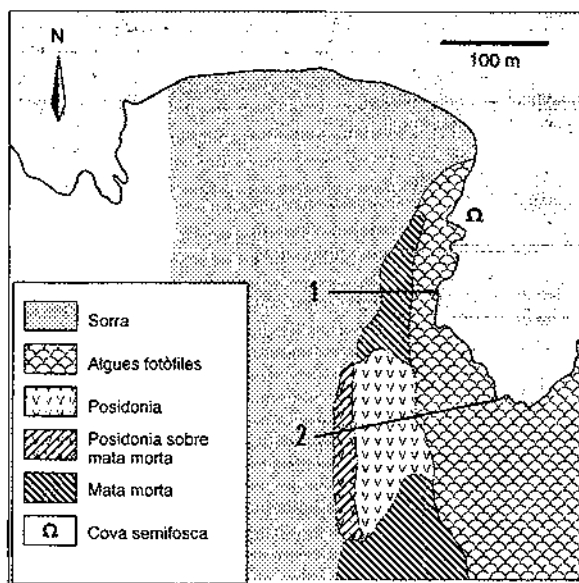 N
100 m
Ω
1
2
Sorra
Algues fotòfiles
Posidonia
Posidonia sobre
mata morta
Mata morta
Ω Cova semifosca